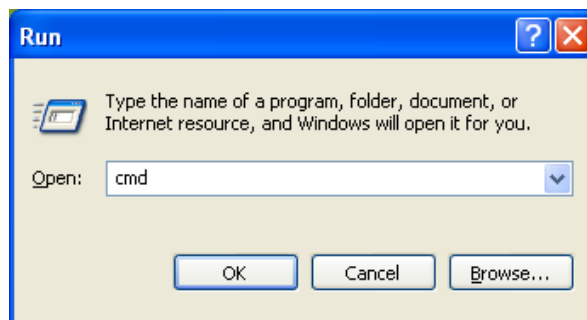 Run
Type the name of a program, folder, document, or
Internet resource, and Windows will open it for you.
Open: cmd
OK Cancel Browse...